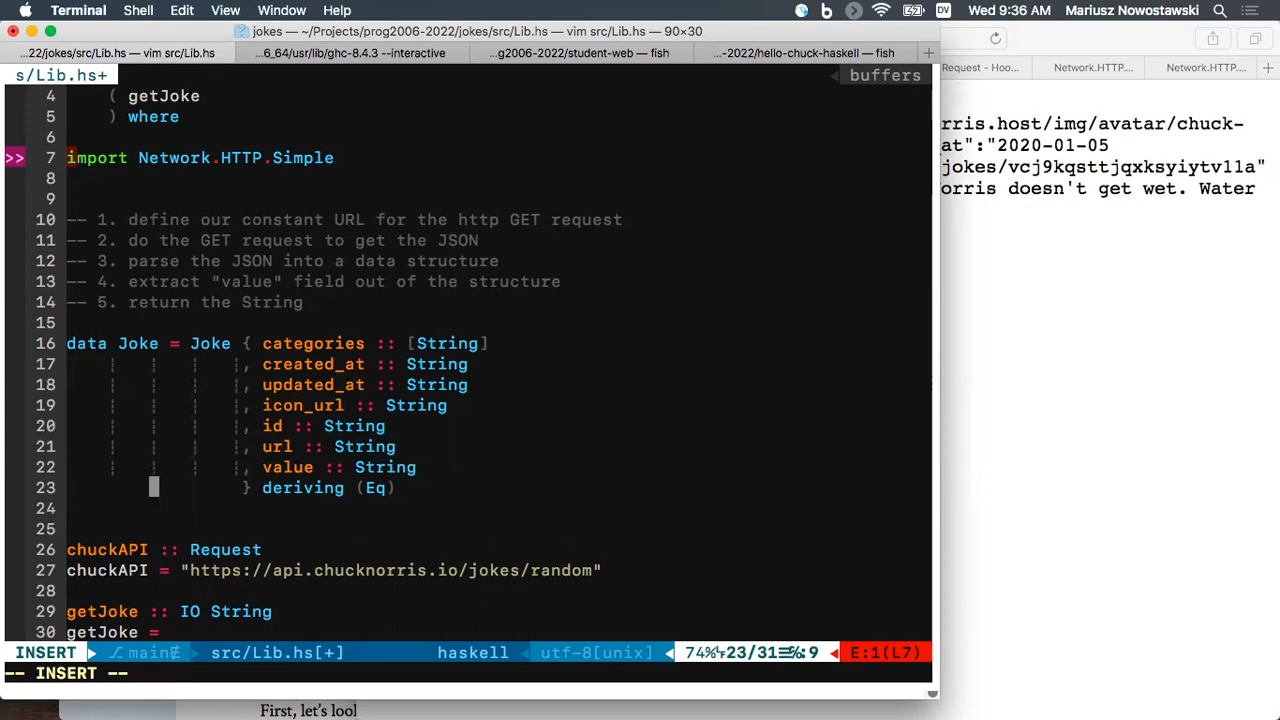 Terminal Shell Edit View Window Help DV Wed 9:36 AM Mariusz Nowostawski
jokes — ~/Projects/prog2006-2022/jokes/src/Lib.hs — vim src/Lib.hs — 90×30
...22/jokes/src/Lib.hs — vim src/Lib.hs ...6_64/usr/lib/ghc-8.4.3 --interactive ...g2006-2022/student-web — fish ...-2022/hello-chuck-haskell — fish +
Request - Hoo... Network.HTTP.... Network.HTTP.... +
s/Lib.hs+ buffers
4 ( getJoke
5 ) where
6
>> 7 import Network.HTTP.Simple
8
9
10 -- 1. define our constant URL for the http GET request
11 -- 2. do the GET request to get the JSON
12 -- 3. parse the JSON into a data structure
13 -- 4. extract "value" field out of the structure
14 -- 5. return the String
15
16 data Joke = Joke { categories :: [String]
17 , created_at :: String
18 , updated_at :: String
19 , icon_url :: String
20 , id :: String
21 , url :: String
22 , value :: String
23 } deriving (Eq)
24
25
26 chuckAPI :: Request
27 chuckAPI = "https://api.chucknorris.io/jokes/random"
28
29 getJoke :: IO String
30 getJoke =
INSERT main src/Lib.hs[+] haskell utf-8[unix] 74% 23/31 :9 E:1(L7)
-- INSERT --
rris.host/img/avatar/chuck-
at":"2020-01-05
jokes/vcj9kqsttjqxksyiytv11a"
orris doesn't get wet. Water
First, let's lool